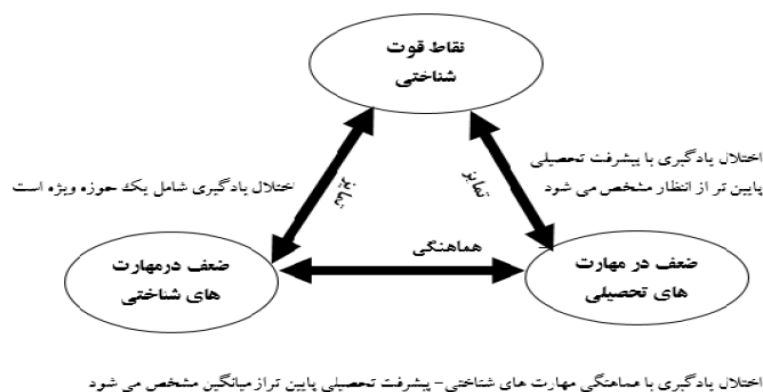 نقاط قوت
شناختی
اختلال یادگیری با پیشرفت تحصیلی
پایین تر از انتظار مشخص می شود
تمایز
تمایز
اختلال یادگیری شامل یک حوزه ویژه است
هماهنگی
ضعف در مهارت
های تحصیلی
ضعف درمهارت
های شناختی
اختلال یادگیری با هماهنگی مهارت های شناختی- پیشرفت تحصیلی پایین تراز میانگین مشخص می شود